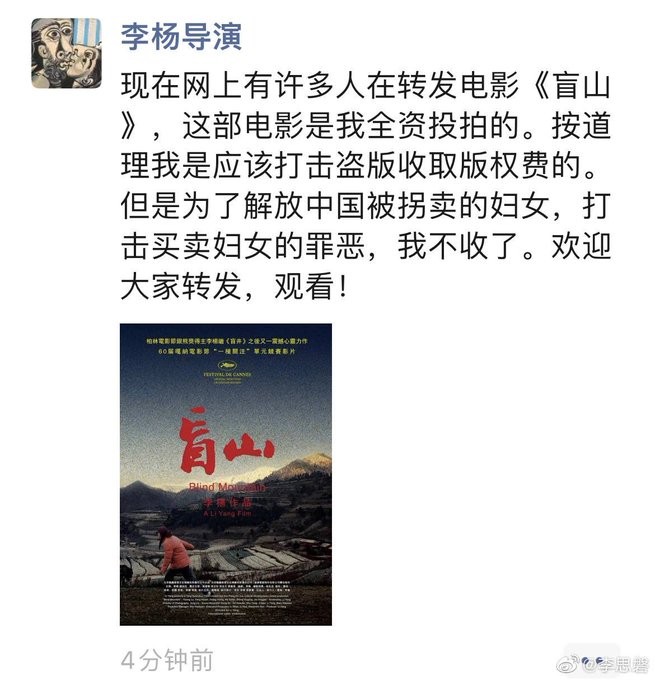 李杨导演
现在网上有许多人在转发电影《盲山
》，这部电影是我全资投拍的。按道
理我是应该打击盗版收取版权费的。
但是为了解放中国被拐卖的妇女，打
击买卖妇女的罪恶，我不收了。欢迎
大家转发，观看！
柏林電影節銀熊獎得主李楊繼《盲井》之後又一震撼心靈力作
60屆嘎納電影節“一種關注”單元競賽影片
FESTIVAL DE CANNES
盲山
Blind Mountain
李楊作品
A Li Yang Film
4分钟前
@李思磐